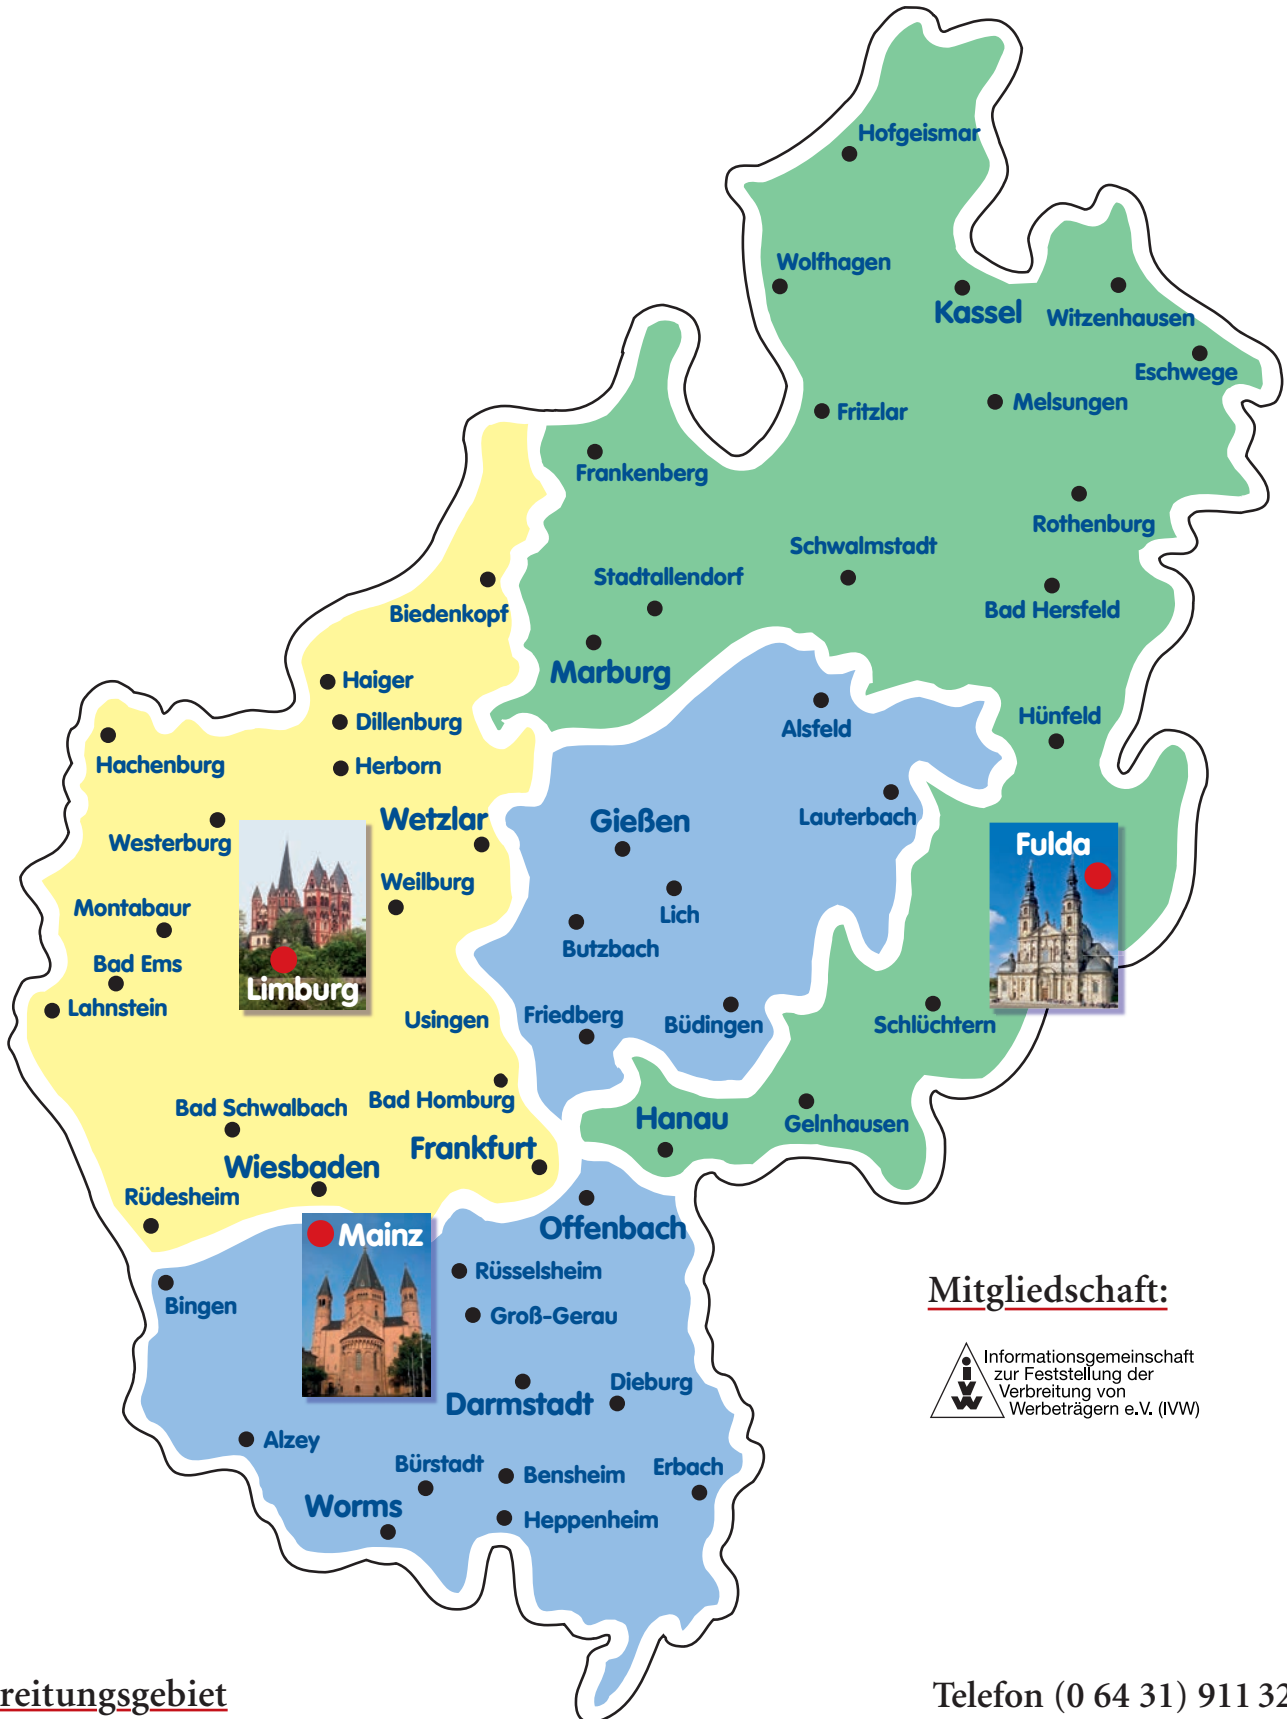 Hofgeismar
Wolfhagen
Kassel
Witzenhausen
Eschwege
Melsungen
Fritzlar
Frankenberg
Rothenburg
Schwalmstadt
Stadtallendorf
Bad Hersfeld
Biedenkopf
Marburg
Haiger
Dillenburg
Alsfeld
Hünfeld
Hachenburg
Herborn
Wetzlar
Gießen
Lauterbach
Westerburg
Fulda
Weilburg
Montabaur
Lich
Butzbach
Bad Ems
Limburg
Lahnstein
Usingen
Friedberg
Büdingen
Schlüchtern
Bad Schwalbach
Bad Homburg
Hanau
Gelnhausen
Frankfurt
Wiesbaden
Rüdesheim
Offenbach
Mainz
Rüsselsheim
Bingen
Groß-Gerau
Mitgliedschaft:
ivw
Informationsgemeinschaft
zur Feststellung der
Verbreitung von
Werbeträgern e.V. (IVW)
Dieburg
Darmstadt
Alzey
Bürstadt
Bensheim
Erbach
Worms
Heppenheim
reitungsgebiet
Telefon (0 64 31) 911 32